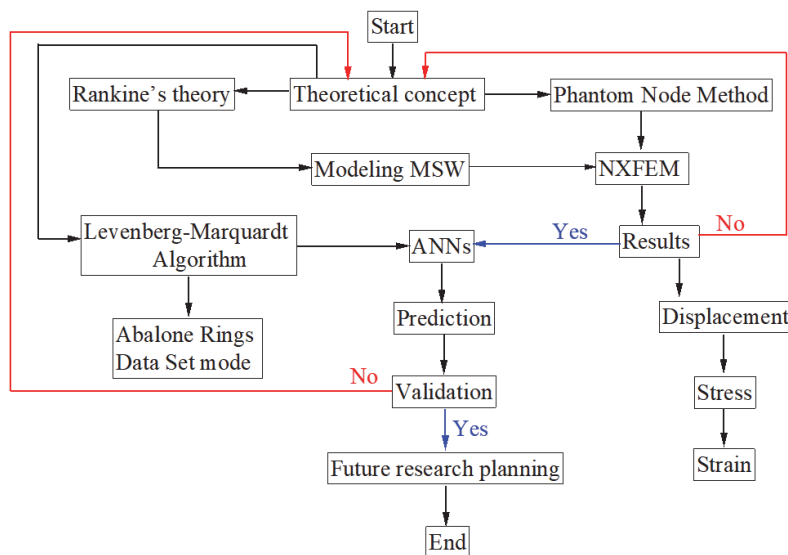 Start
Rankine's theory
Theoretical concept
Phantom Node Method
Modeling MSW
NXFEM
Levenberg-Marquardt
Algorithm
ANNs
Yes
Results
No
Abalone Rings
Data Set mode
Prediction
Displacement
No
Validation
Stress
Yes
Future research planning
Strain
End